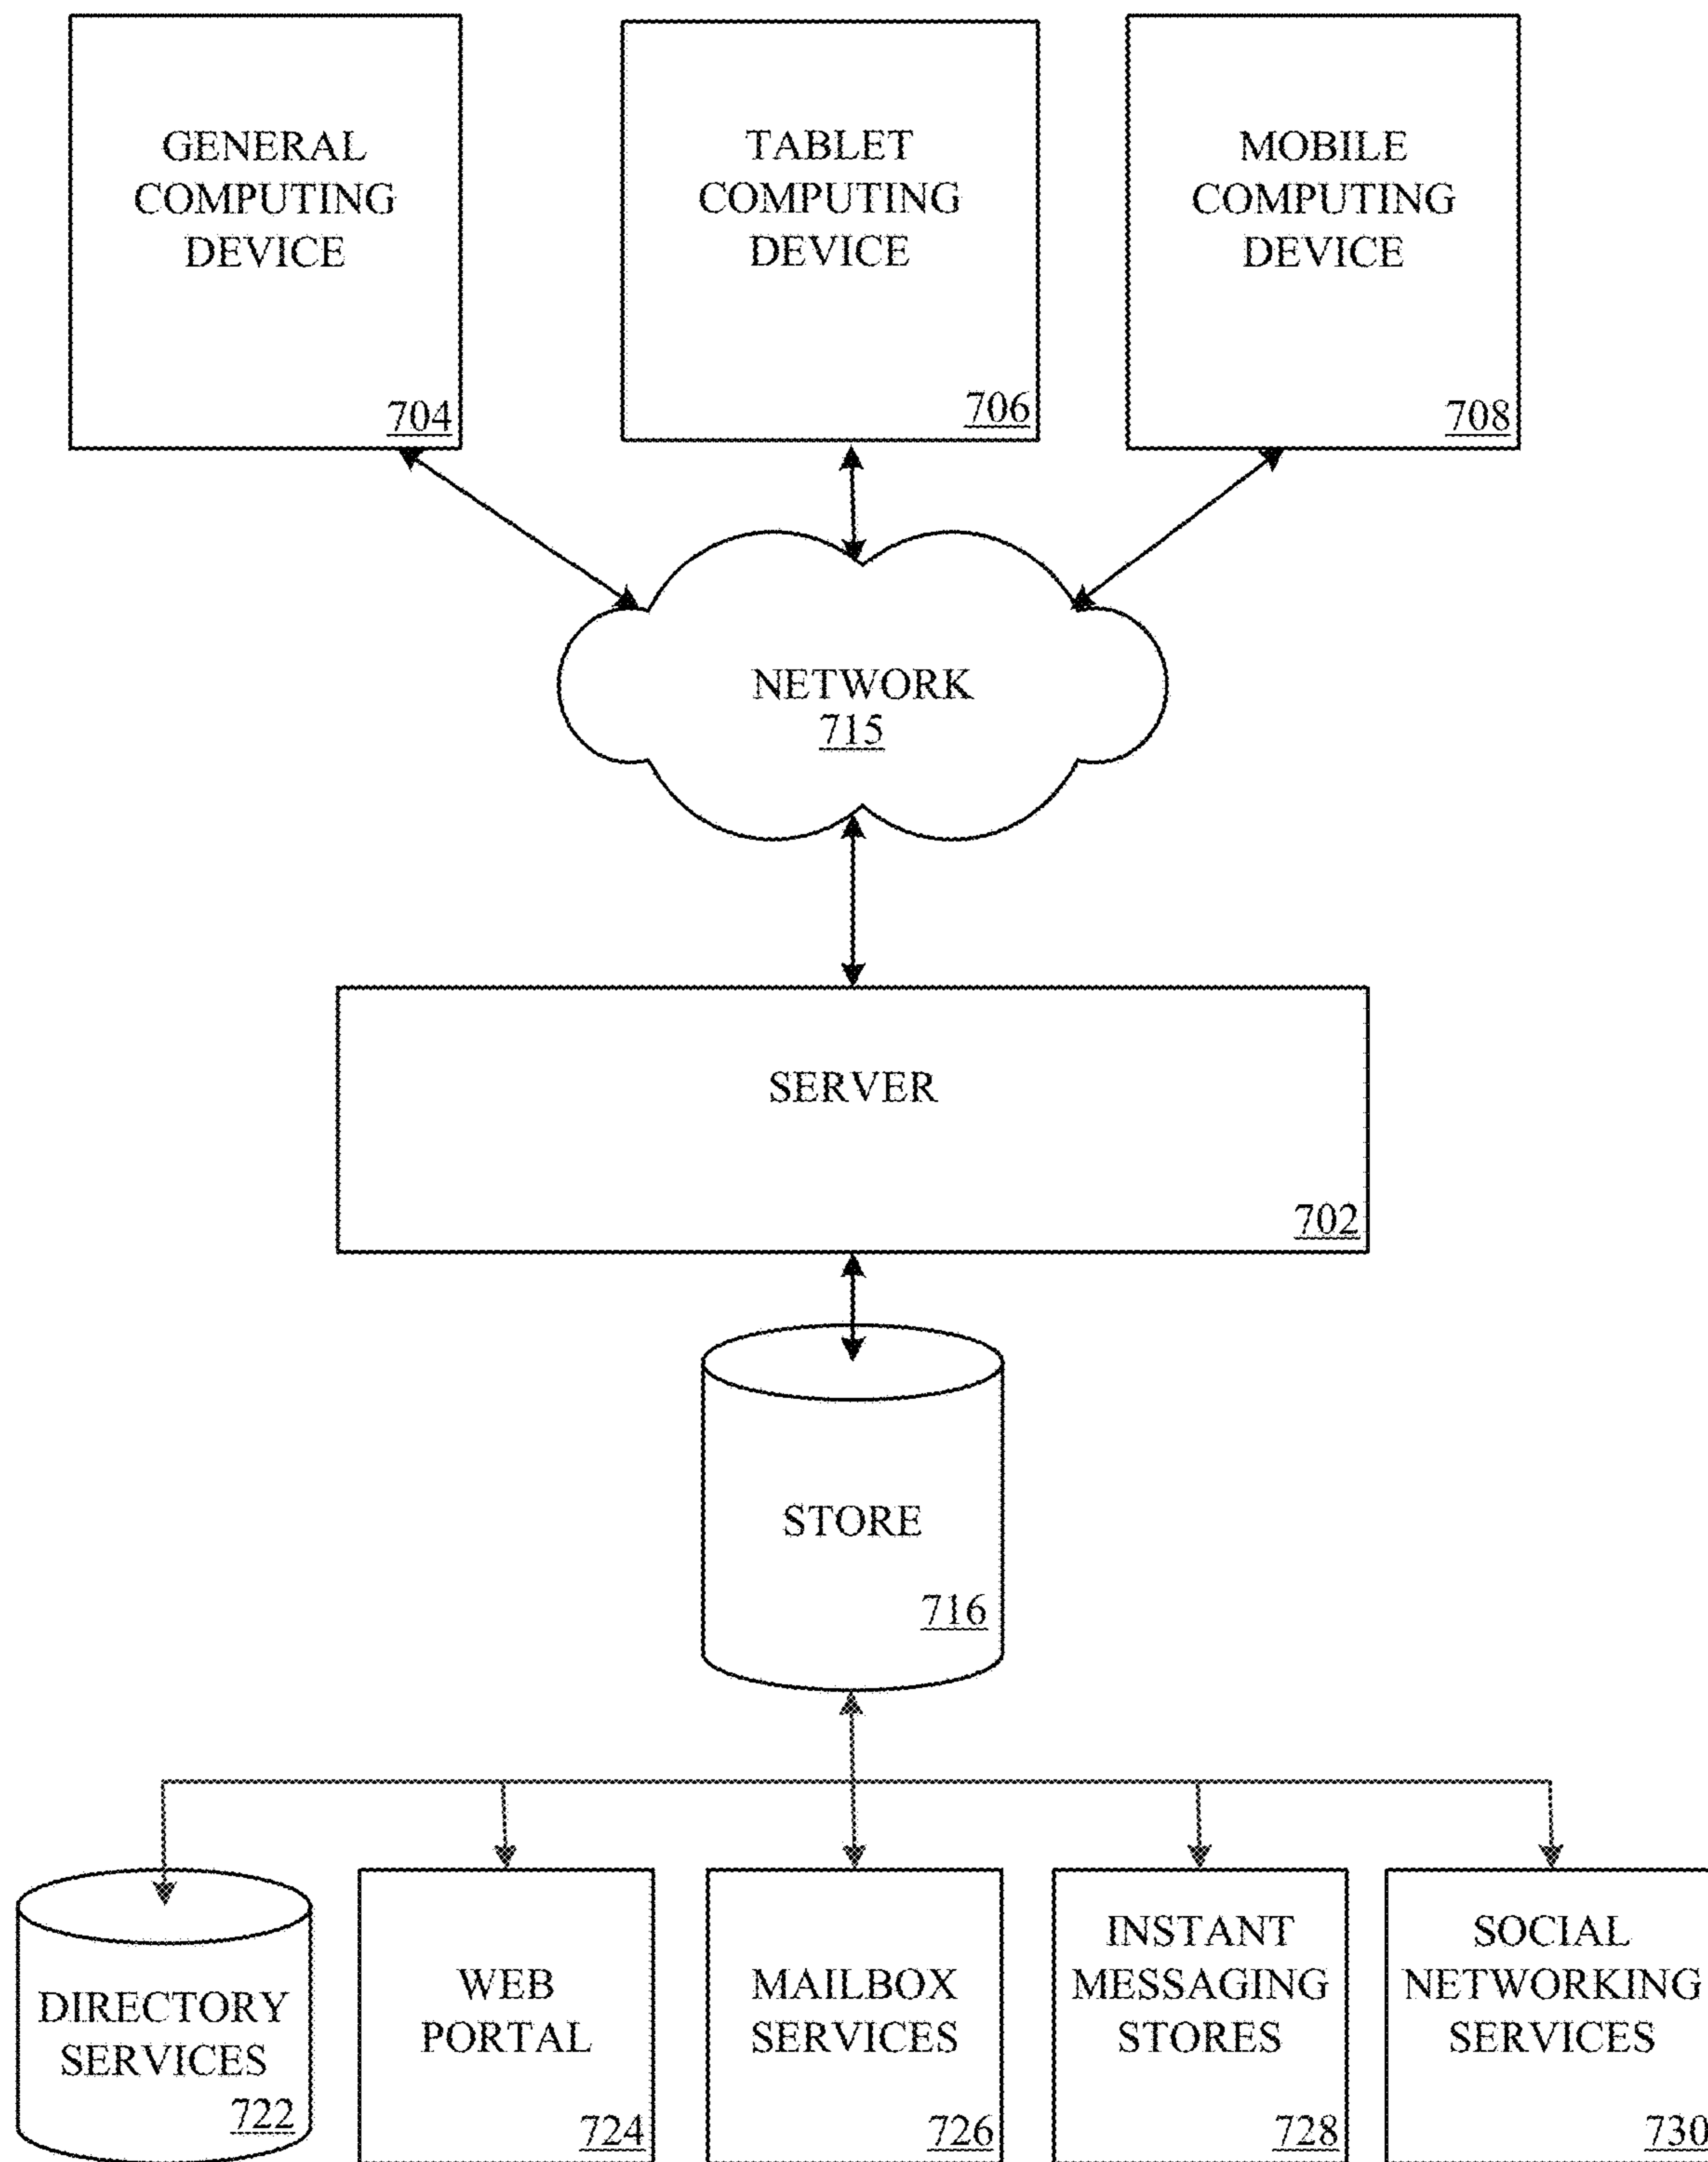 GENERAL
COMPUTING
DEVICE
704
TABLET
COMPUTING
DEVICE
706
MOBILE
COMPUTING
DEVICE
708
NETWORK
715
SERVER
702
STORE
716
DIRECTORY
SERVICES
722
WEB
PORTAL
724
MAILBOX
SERVICES
726
INSTANT
MESSAGING
STORES
728
SOCIAL
NETWORKING
SERVICES
730